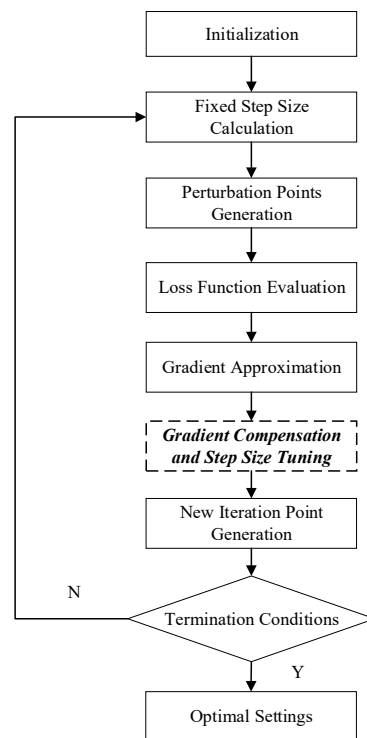 Initialization
Fixed Step Size
Calculation
Perturbation Points
Generation
Loss Function Evaluation
Gradient Approximation
Gradient Compensation
and Step Size Tuning
New Iteration Point
Generation
N
Termination Conditions
Y
Optimal Settings